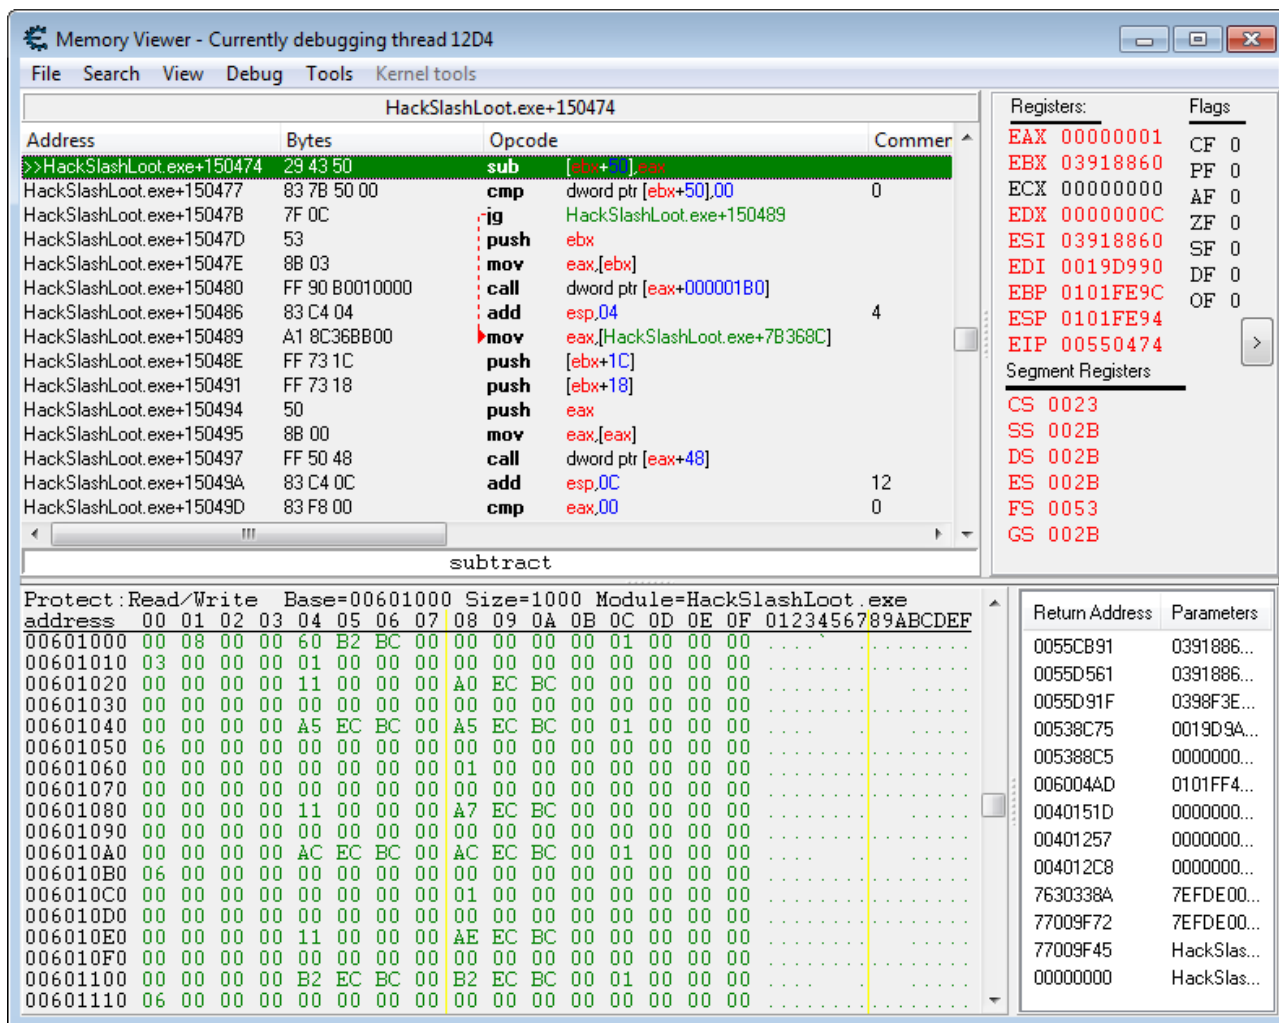 Memory Viewer - Currently debugging thread 12D4
File Search View Debug Tools Kernel tools
HackSlashLoot.exe+150474
Address Bytes Opcode Commer
>>HackSlashLoot.exe+150474 29 43 50 sub [ebx+50],eax
HackSlashLoot.exe+150477 83 7B 50 00 cmp dword ptr [ebx+50],00 0
HackSlashLoot.exe+15047B 7F 0C jg HackSlashLoot.exe+150489
HackSlashLoot.exe+15047D 53 push ebx
HackSlashLoot.exe+15047E 8B 03 mov eax,[ebx]
HackSlashLoot.exe+150480 FF 90 B0010000 call dword ptr [eax+000001B0]
HackSlashLoot.exe+150486 83 C4 04 add esp,04 4
HackSlashLoot.exe+150489 A1 8C36BB00 mov eax,[HackSlashLoot.exe+7B368C]
HackSlashLoot.exe+15048E FF 73 1C push [ebx+1C]
HackSlashLoot.exe+150491 FF 73 18 push [ebx+18]
HackSlashLoot.exe+150494 50 push eax
HackSlashLoot.exe+150495 8B 00 mov eax,[eax]
HackSlashLoot.exe+150497 FF 50 48 call dword ptr [eax+48]
HackSlashLoot.exe+15049A 83 C4 0C add esp,0C 12
HackSlashLoot.exe+15049D 83 F8 00 cmp eax,00 0
subtract
Registers: Flags
EAX 00000001 CF 0
EBX 03918860 PF 0
ECX 00000000 AF 0
EDX 0000000C ZF 0
ESI 03918860 SF 0
EDI 0019D990 DF 0
EBP 0101FE9C OF 0
ESP 0101FE94
EIP 00550474
>
Segment Registers
CS 0023
SS 002B
DS 002B
ES 002B
FS 0053
GS 002B
Protect:Read/Write Base=00601000 Size=1000 Module=HackSlashLoot.exe
address 00 01 02 03 04 05 06 07 08 09 0A 0B 0C 0D 0E 0F 0123456789ABCDEF
00601000 00 08 00 00 60 B2 BC 00 00 00 00 00 01 00 00 00 ....`. .......
00601010 03 00 00 00 01 00 00 00 00 00 00 00 00 00 00 00 ................
00601020 00 00 00 00 11 00 00 00 A0 EC BC 00 00 00 00 00 ........ .....
00601030 00 00 00 00 00 00 00 00 00 00 00 00 00 00 00 00 ................
00601040 00 00 00 00 A5 EC BC 00 A5 EC BC 00 01 00 00 00 .... . .....
00601050 06 00 00 00 00 00 00 00 00 00 00 00 00 00 00 00 ................
00601060 00 00 00 00 00 00 00 00 01 00 00 00 00 00 00 00 ................
00601070 00 00 00 00 00 00 00 00 00 00 00 00 00 00 00 00 ................
00601080 00 00 00 00 11 00 00 00 A7 EC BC 00 00 00 00 00 ........ .....
00601090 00 00 00 00 00 00 00 00 00 00 00 00 00 00 00 00 ................
006010A0 00 00 00 00 AC EC BC 00 AC EC BC 00 01 00 00 00 .... . .....
006010B0 06 00 00 00 00 00 00 00 00 00 00 00 00 00 00 00 ................
006010C0 00 00 00 00 00 00 00 00 01 00 00 00 00 00 00 00 ................
006010D0 00 00 00 00 00 00 00 00 00 00 00 00 00 00 00 00 ................
006010E0 00 00 00 00 11 00 00 00 AE EC BC 00 00 00 00 00 ........ .....
006010F0 00 00 00 00 00 00 00 00 00 00 00 00 00 00 00 00 ................
00601100 00 00 00 00 B2 EC BC 00 B2 EC BC 00 01 00 00 00 .... . .....
00601110 06 00 00 00 00 00 00 00 00 00 00 00 00 00 00 00 ................
Return Address Parameters
0055CB91 0391886...
0055D561 0391886...
0055D91F 0398F3E...
00538C75 0019D9A...
005388C5 0000000...
006004AD 0101FF4...
0040151D 0000000...
00401257 0000000...
004012C8 0000000...
7630338A 7EFDE00...
77009F72 7EFDE00...
77009F45 HackSlas...
00000000 HackSlas...